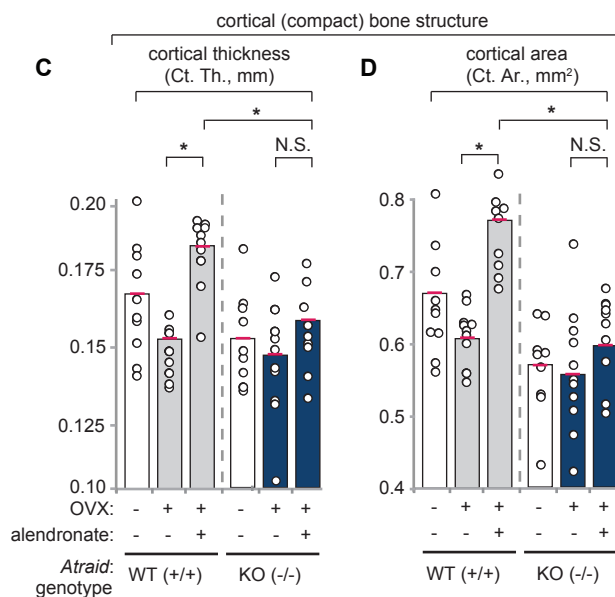 cortical (compact) bone structure
C
cortical thickness
(Ct. Th., mm)
*
*
N.S.
0.20
0.175
0.15
0.125
0.10
OVX: - + + - + +
alendronate: + +
Atraid:
genotype
WT (+/+) KO (-/-)
D
cortical area
(Ct. Ar., mm²)
*
*
N.S.
0.8
0.7
0.6
0.5
0.4
- + + - + +
+ +
WT (+/+) KO (-/-)